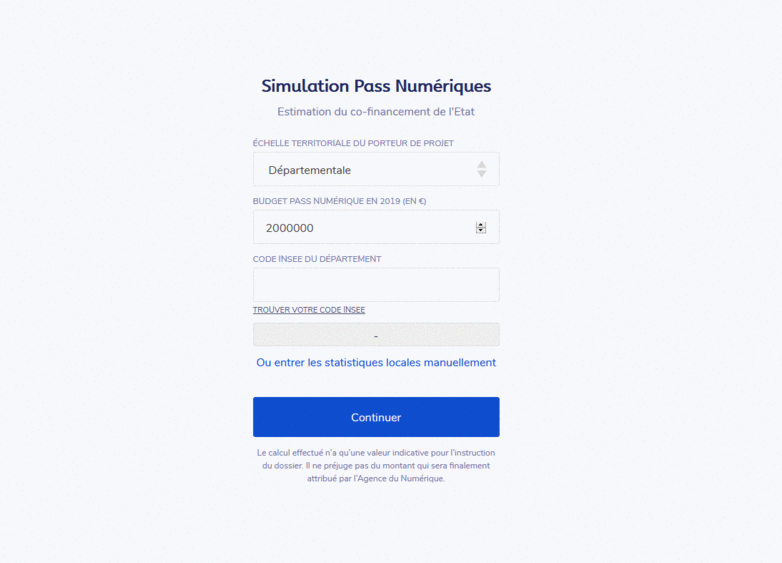 Simulation Pass Numériques
Estimation du co-financement de l'Etat
ÉCHELLE TERRITORIALE DU PORTEUR DE PROJET
Départementale
BUDGET PASS NUMÉRIQUE EN 2019 (EN €)
2000000
CODE INSEE DU DÉPARTEMENT
TROUVER VOTRE CODE INSEE
-
Ou entrer les statistiques locales manuellement
Continuer
Le calcul effectué n'a qu'une valeur indicative pour l'instruction
du dossier. Il ne préjuge pas du montant qui sera finalement
attribué par l'Agence du Numérique.